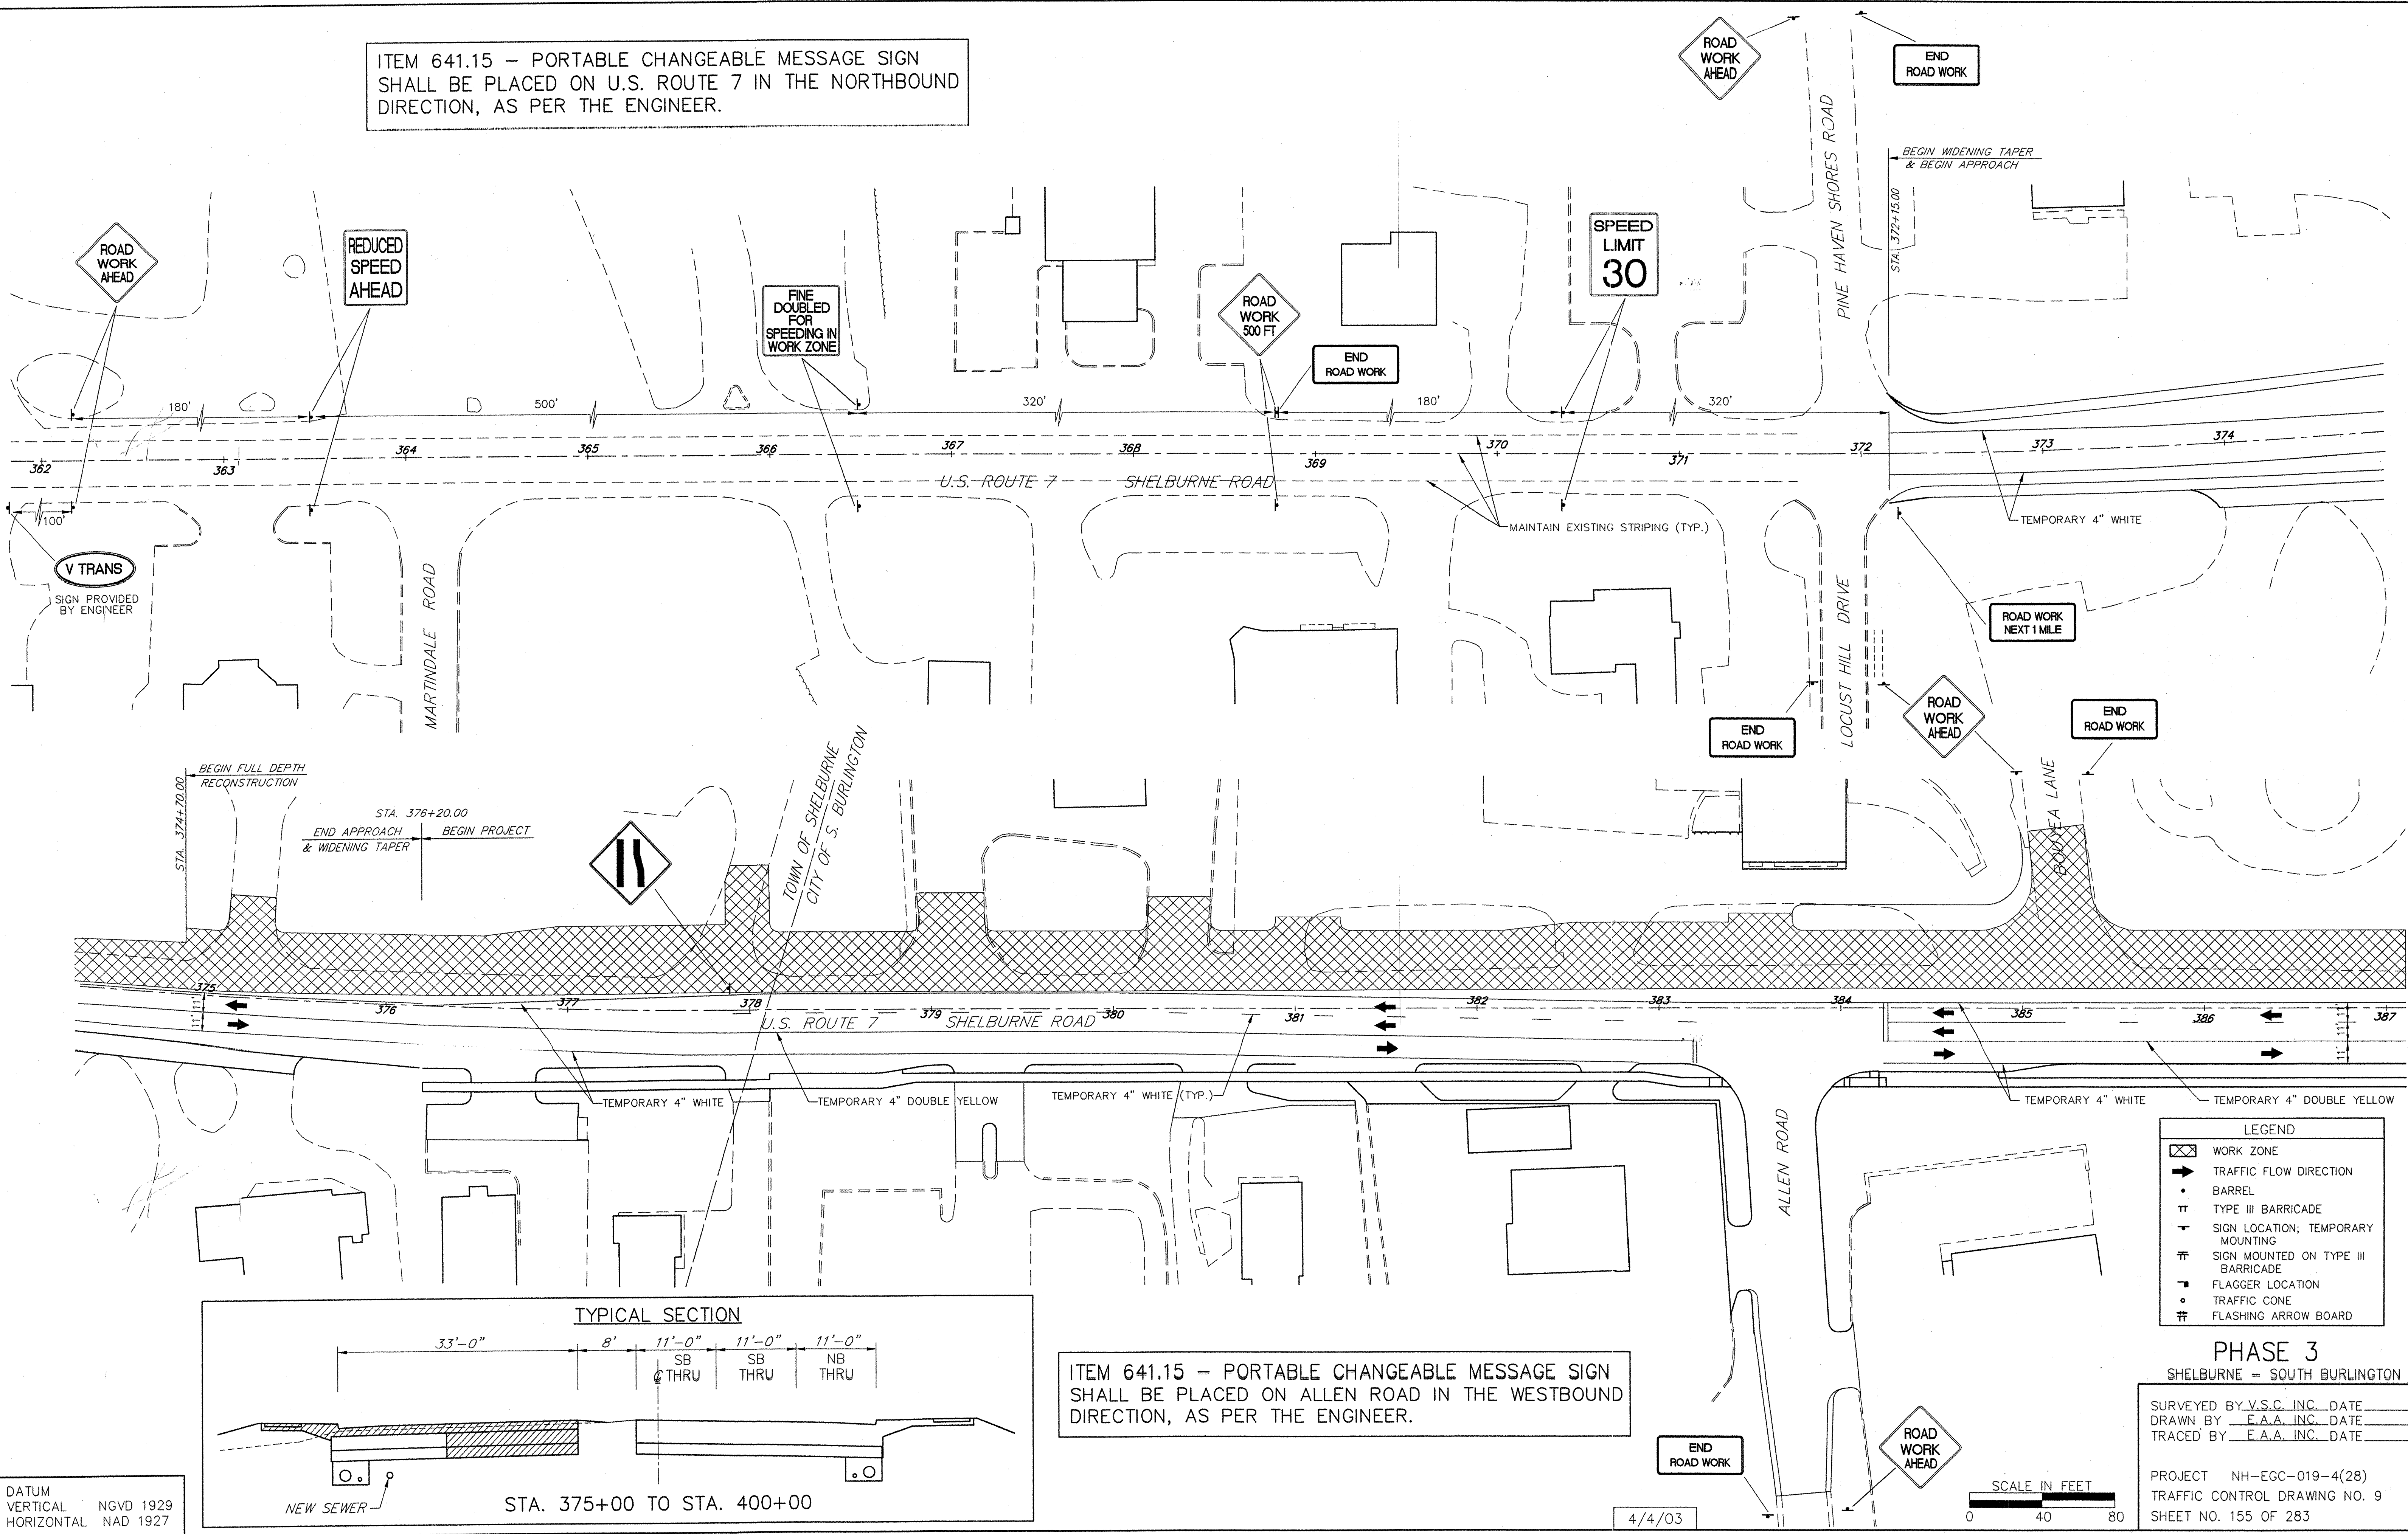 ITEM 641.15 – PORTABLE CHANGEABLE MESSAGE SIGN
SHALL BE PLACED ON U.S. ROUTE 7 IN THE NORTHBOUND
DIRECTION, AS PER THE ENGINEER.
ROAD
WORK
AHEAD
END
ROAD WORK
PINE HAVEN SHORES ROAD
BEGIN WIDENING TAPER
& BEGIN APPROACH
STA. 372+15.00
ROAD
WORK
AHEAD
REDUCED
SPEED
AHEAD
FINE
DOUBLED
FOR
SPEEDING IN
WORK ZONE
ROAD
WORK
500 FT
END
ROAD WORK
SPEED
LIMIT
30
180'
500'
320'
180'
320'
362
363
364
365
366
367
368
369
370
371
372
373
374
U.S. ROUTE 7 SHELBURNE ROAD
100'
V TRANS
SIGN PROVIDED
BY ENGINEER
MARTINDALE ROAD
MAINTAIN EXISTING STRIPING (TYP.)
TEMPORARY 4" WHITE
LOCUST HILL DRIVE
ROAD WORK
NEXT 1 MILE
END
ROAD WORK
ROAD
WORK
AHEAD
END
ROAD WORK
STA. 374+70.00
BEGIN FULL DEPTH
RECONSTRUCTION
STA. 376+20.00
END APPROACH
& WIDENING TAPER
BEGIN PROJECT
TOWN OF SHELBURNE
CITY OF S. BURLINGTON
LANE
375
376
377
378
379
380
381
382
383
384
385
386
387
11'
11'
11'
11'
11'
U.S. ROUTE 7 SHELBURNE ROAD
TEMPORARY 4" WHITE
TEMPORARY 4" DOUBLE YELLOW
TEMPORARY 4" WHITE (TYP.)
TEMPORARY 4" WHITE
TEMPORARY 4" DOUBLE YELLOW
ALLEN ROAD
LEGEND
WORK ZONE
TRAFFIC FLOW DIRECTION
BARREL
TYPE III BARRICADE
SIGN LOCATION; TEMPORARY
MOUNTING
SIGN MOUNTED ON TYPE III
BARRICADE
FLAGGER LOCATION
TRAFFIC CONE
FLASHING ARROW BOARD
TYPICAL SECTION
33'-0"
8'
11'-0"
11'-0"
11'-0"
SB
THRU
SB
THRU
NB
THRU
NEW SEWER
STA. 375+00 TO STA. 400+00
ITEM 641.15 – PORTABLE CHANGEABLE MESSAGE SIGN
SHALL BE PLACED ON ALLEN ROAD IN THE WESTBOUND
DIRECTION, AS PER THE ENGINEER.
END
ROAD WORK
ROAD
WORK
AHEAD
SCALE IN FEET
0 40 80
4/4/03
DATUM
VERTICAL NGVD 1929
HORIZONTAL NAD 1927
PHASE 3
SHELBURNE – SOUTH BURLINGTON
SURVEYED BY V.S.C. INC. DATE
DRAWN BY E.A.A. INC. DATE
TRACED BY E.A.A. INC. DATE
PROJECT NH-EGC-019-4(28)
TRAFFIC CONTROL DRAWING NO. 9
SHEET NO. 155 OF 283